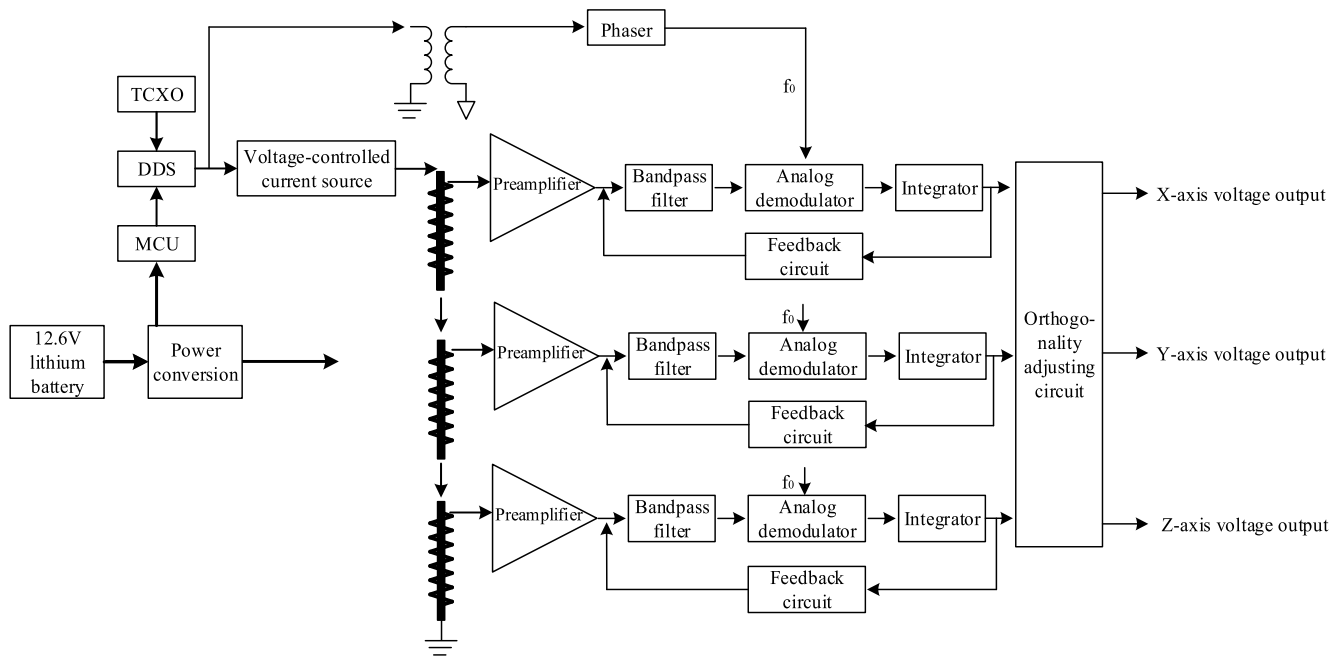 Phaser
TCXO
f0
DDS
Voltage-controlled
current source
Preamplifier
Bandpass
filter
Analog
demodulator
Integrator
X-axis voltage output
MCU
Feedback
circuit
12.6V
lithium
battery
Power
conversion
f0
Preamplifier
Bandpass
filter
Analog
demodulator
Integrator
Orthogo-
nality
adjusting
circuit
Y-axis voltage output
Feedback
circuit
f0
Preamplifier
Bandpass
filter
Analog
demodulator
Integrator
Z-axis voltage output
Feedback
circuit